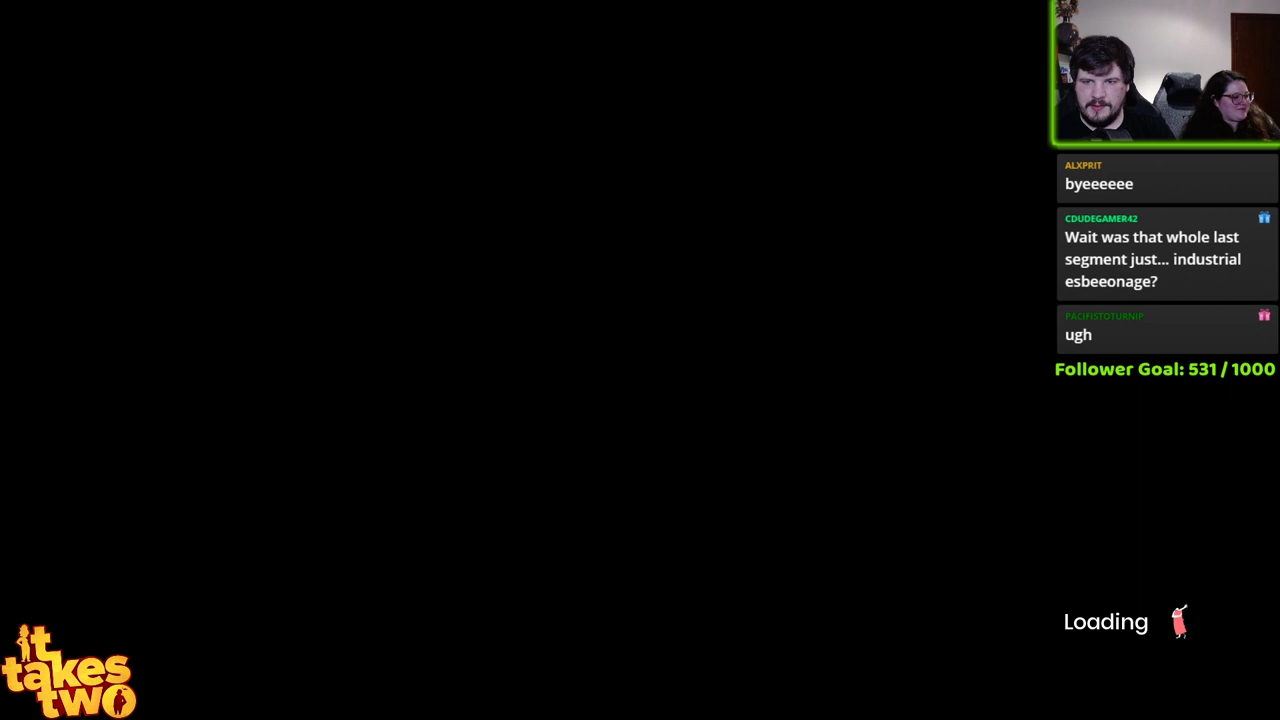 ALXPRIT
byeeeeee
CDUDEGAMER42
Wait was that whole last
segment just... industrial
esbeeonage?
PACIFISTOTURNIP
ugh
Follower Goal: 531 / 1000
Loading
it
takes
two